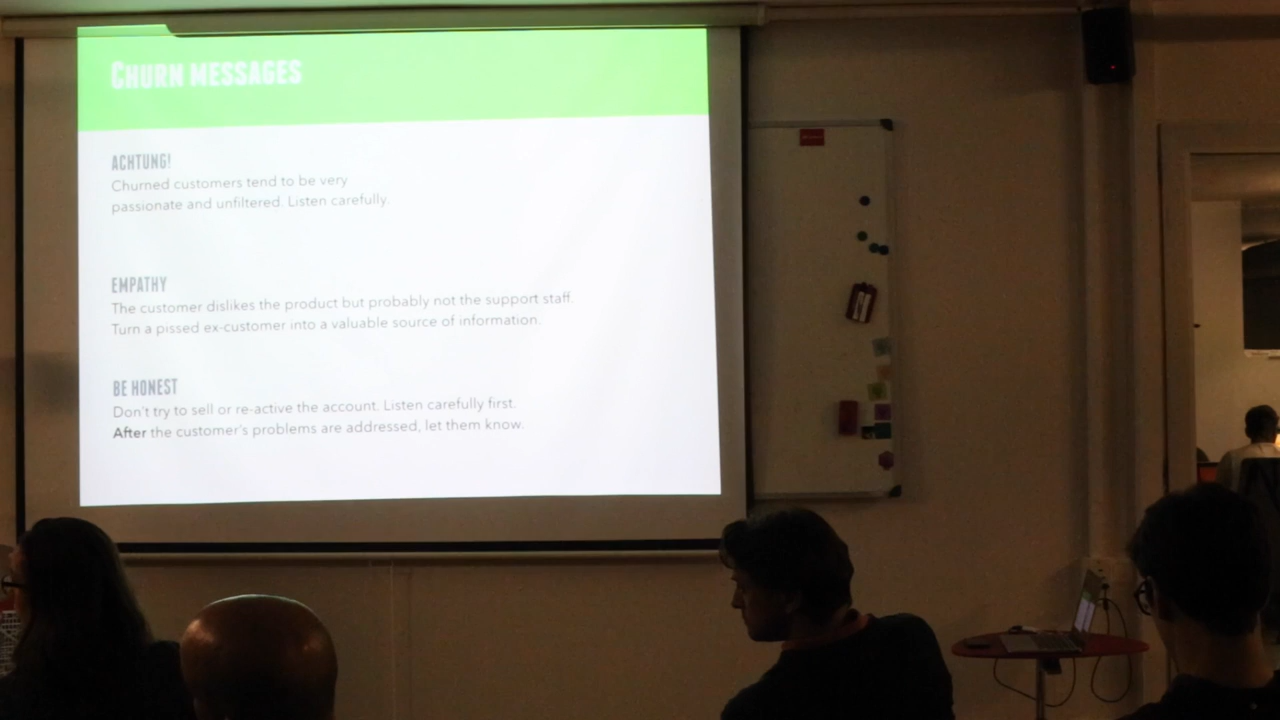 CHURN MESSAGES
ACHTUNG!
Churned customers tend to be very
passionate and unfiltered. Listen carefully.
EMPATHY
The customer dislikes the product but probably not the support staff.
Turn a pissed ex-customer into a valuable source of information.
BE HONEST
Don't try to sell or re-active the account. Listen carefully first.
After the customer's problems are addressed, let them know.